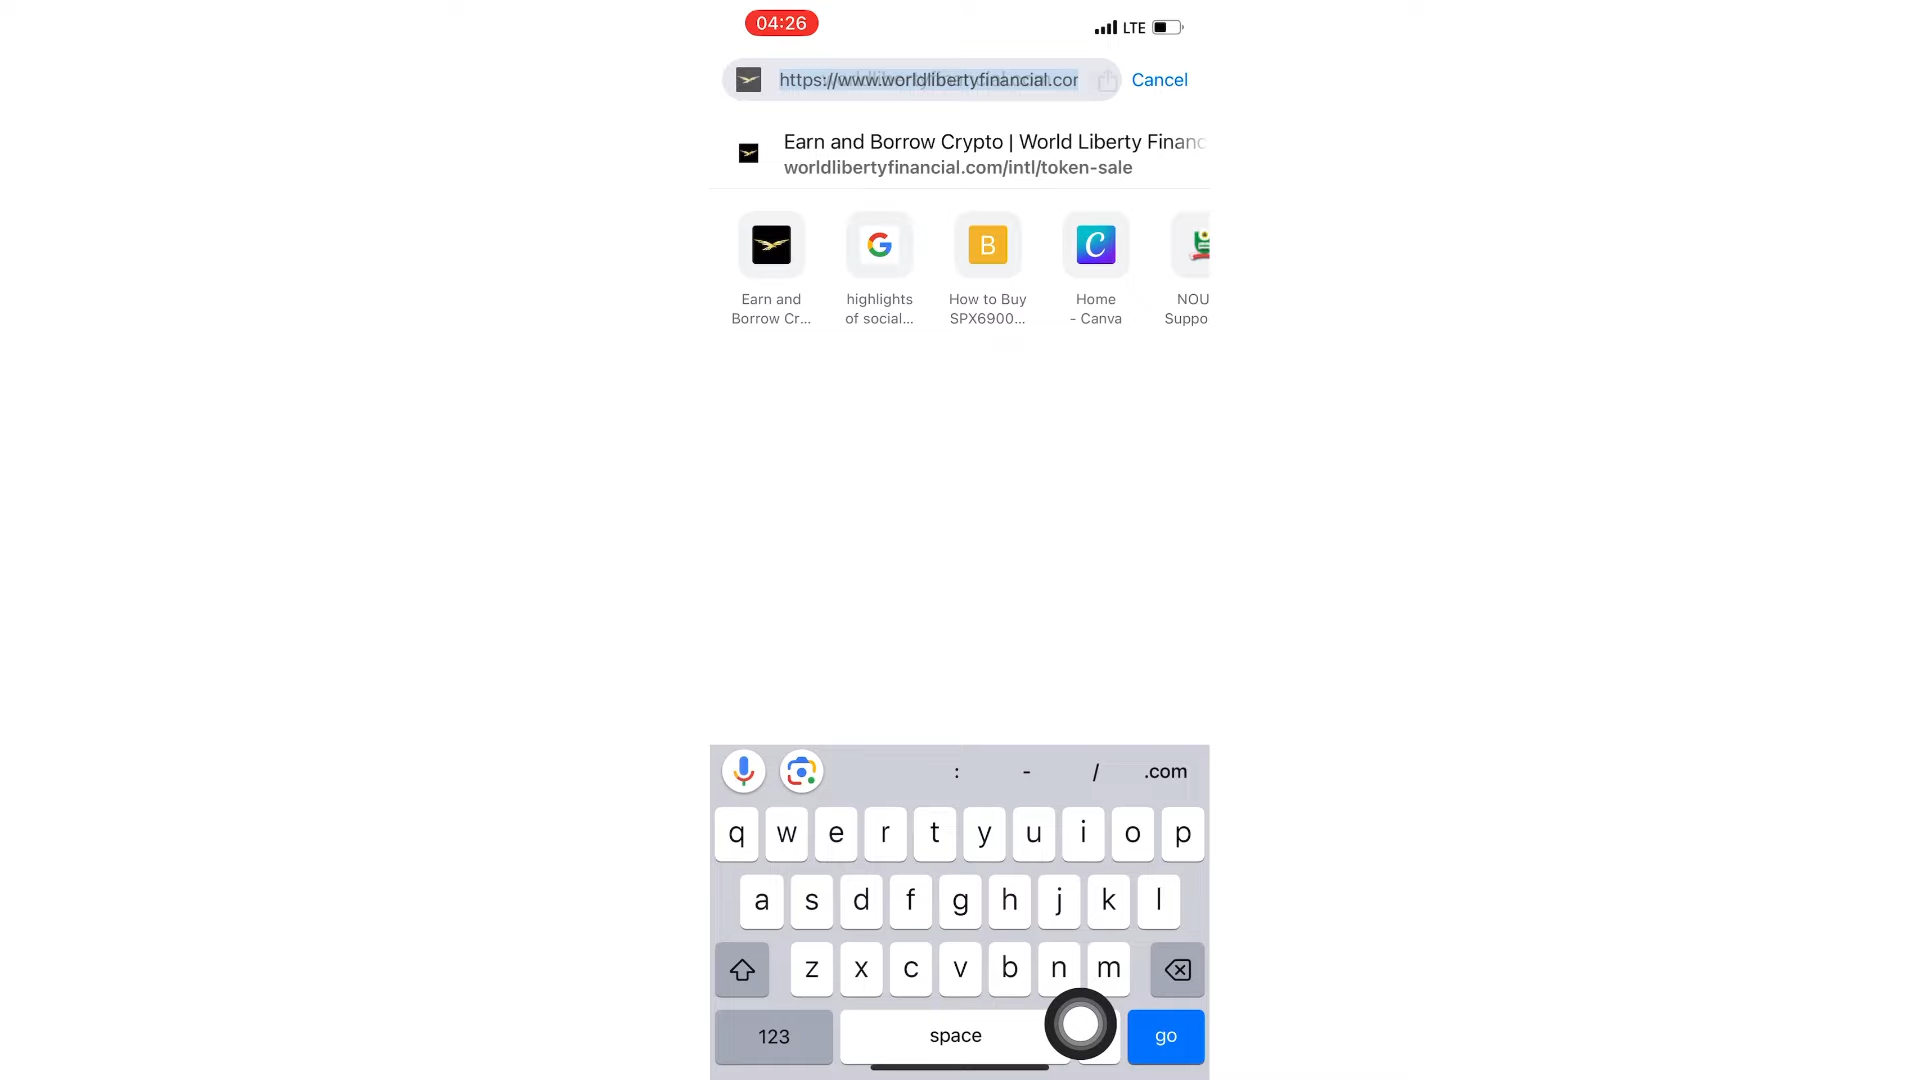 04:26
LTE
https://www.worldlibertyfinancial.cor
Cancel
Earn and Borrow Crypto | World Liberty Financ
worldlibertyfinancial.com/intl/token-sale
B
C
Earn and
Borrow Cr...
highlights
of social...
How to Buy
SPX6900...
Home
- Canva
NOU
Suppo
: - / .com
q w e r t y u i o p
a s d f g h j k l
z x c v b n m
123 space go